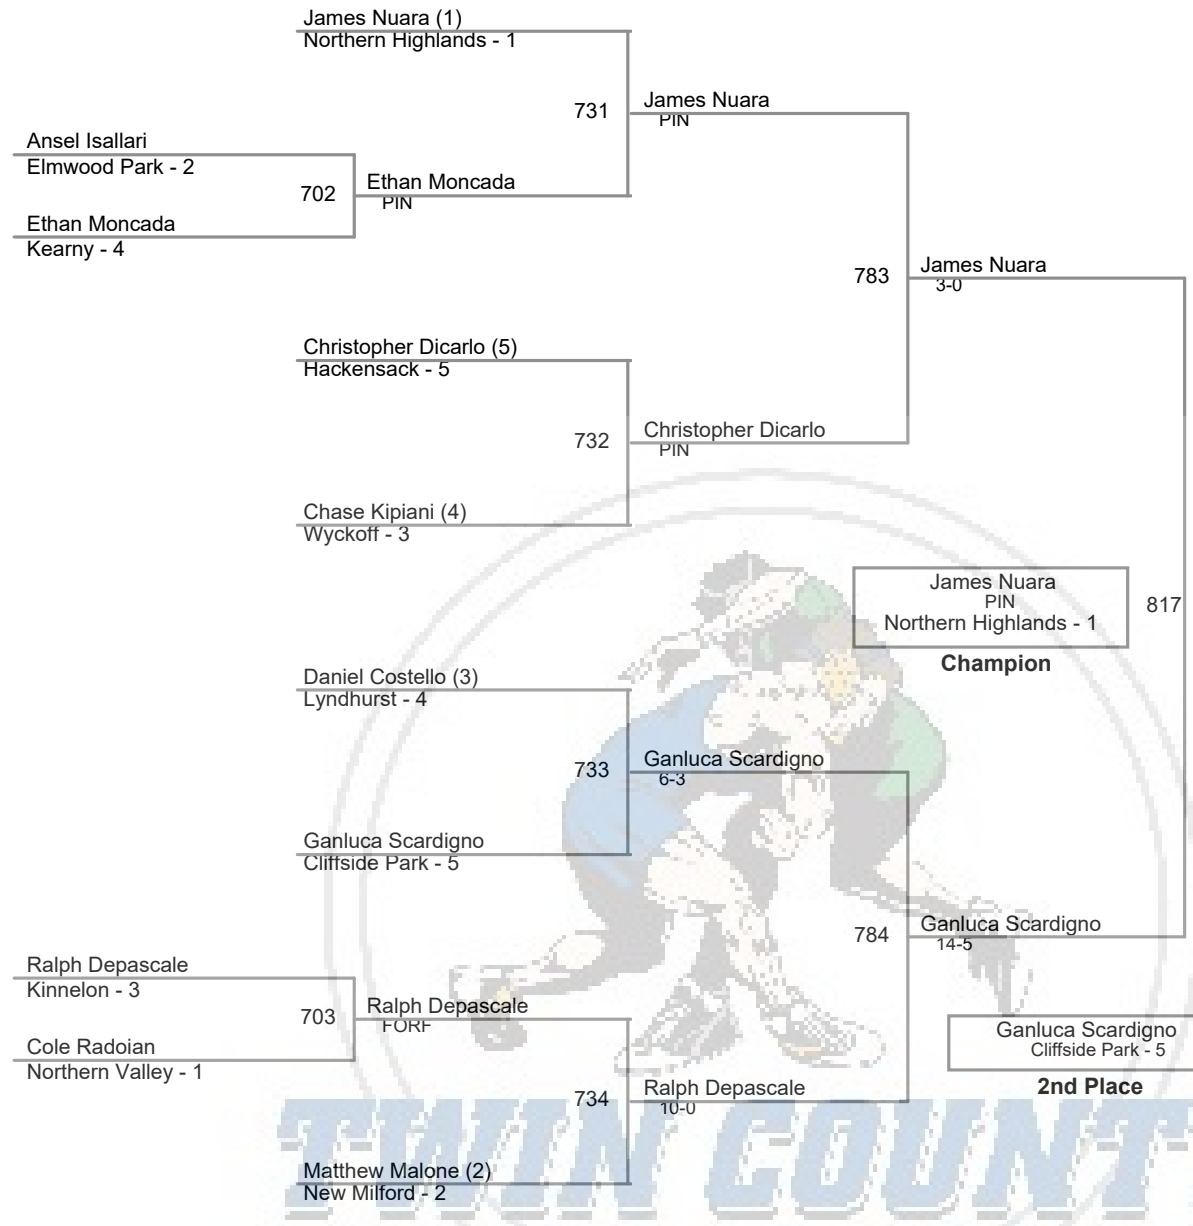 James Nuara (1)
Northern Highlands - 1
731
James Nuara
PIN
Ansel Isallari
Elmwood Park - 2
702
Ethan Moncada
PIN
Ethan Moncada
Kearny - 4
783
James Nuara
3-0
Christopher Dicarlo (5)
Hackensack - 5
732
Christopher Dicarlo
PIN
Chase Kipiani (4)
Wyckoff - 3
James Nuara
PIN
Northern Highlands - 1
817
Champion
Daniel Costello (3)
Lyndhurst - 4
733
Ganluca Scardigno
6-3
Ganluca Scardigno
Cliffside Park - 5
784
Ganluca Scardigno
14-5
Ralph Depascale
Kinnelon - 3
703
Ralph Depascale
FORF
Cole Radoian
Northern Valley - 1
Ganluca Scardigno
Cliffside Park - 5
2nd Place
734
Ralph Depascale
10-0
Matthew Malone (2)
New Milford - 2
TWIN COUNT